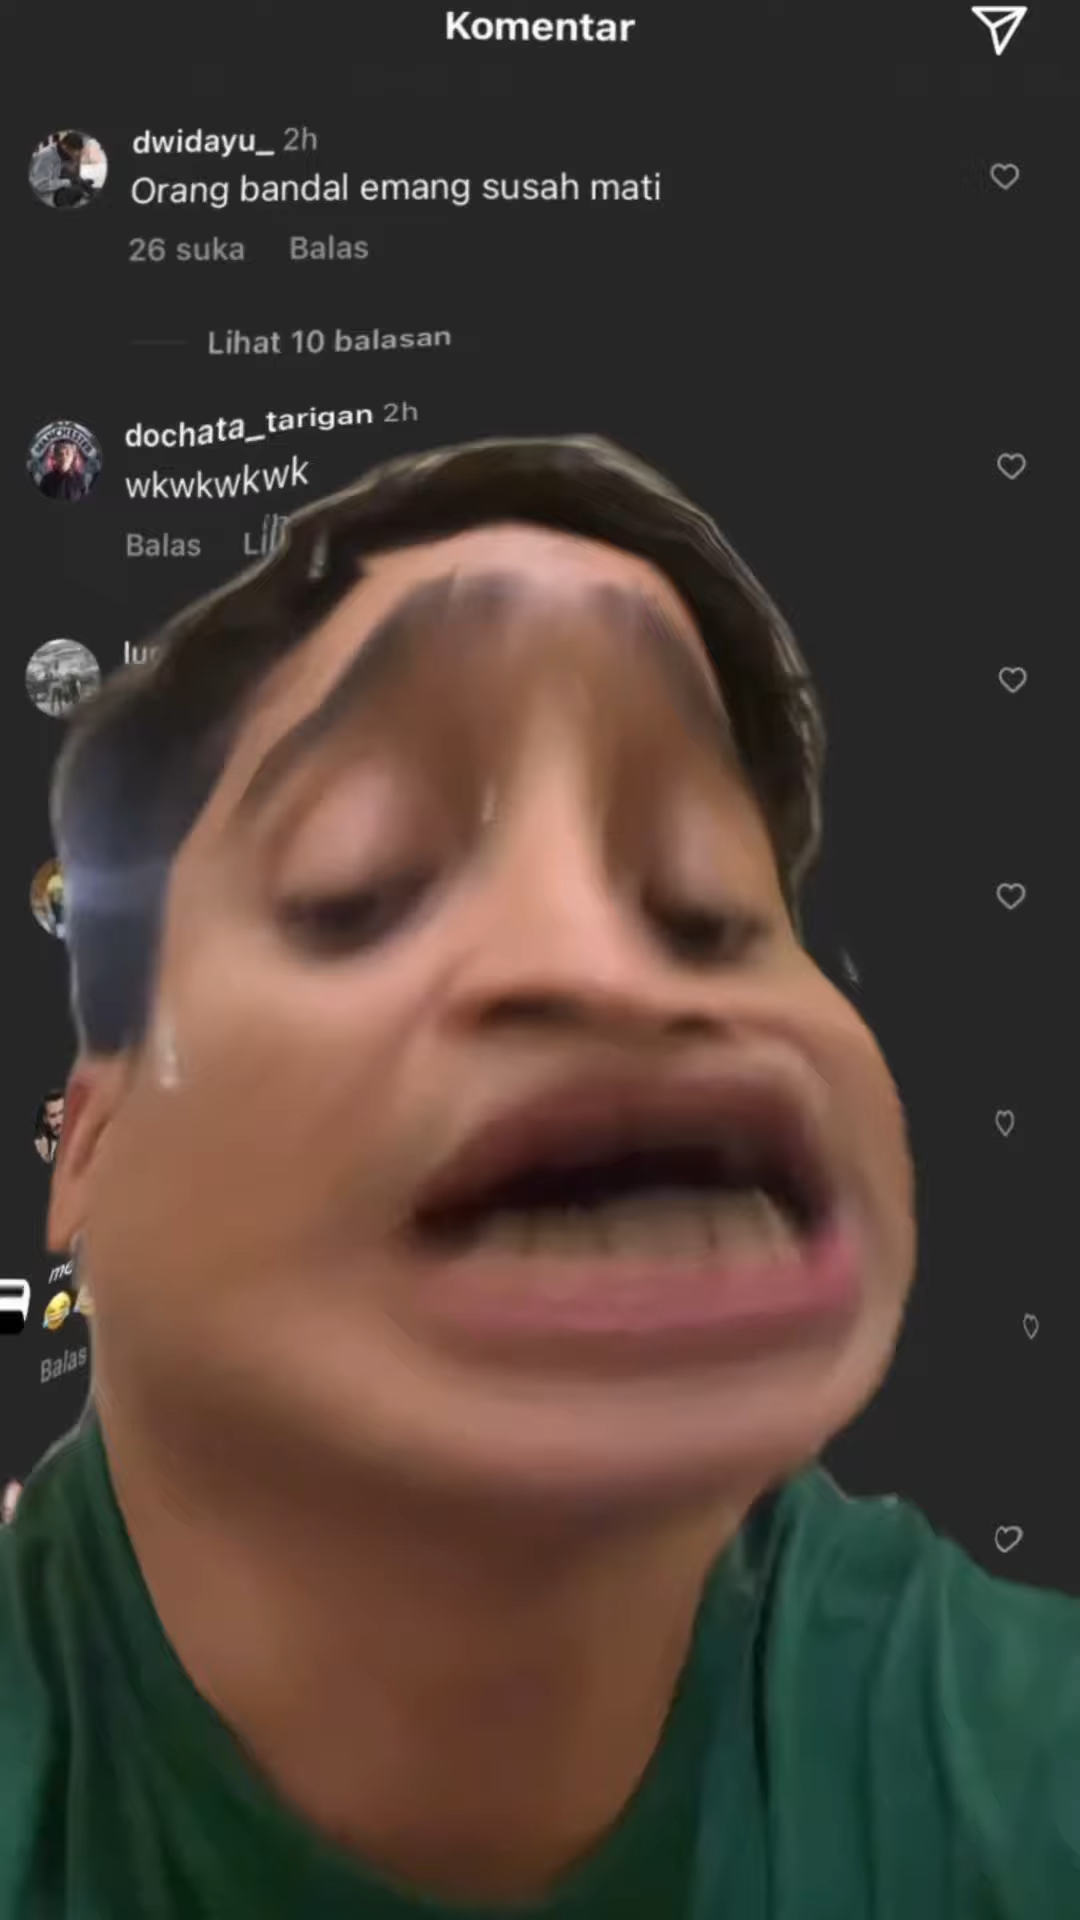 Komentar
dwidayu_ 2h
Orang bandal emang susah mati
26 suka Balas
Lihat 10 balasan
dochata_tarigan 2h
wkwkwkwk
Balas
Balas